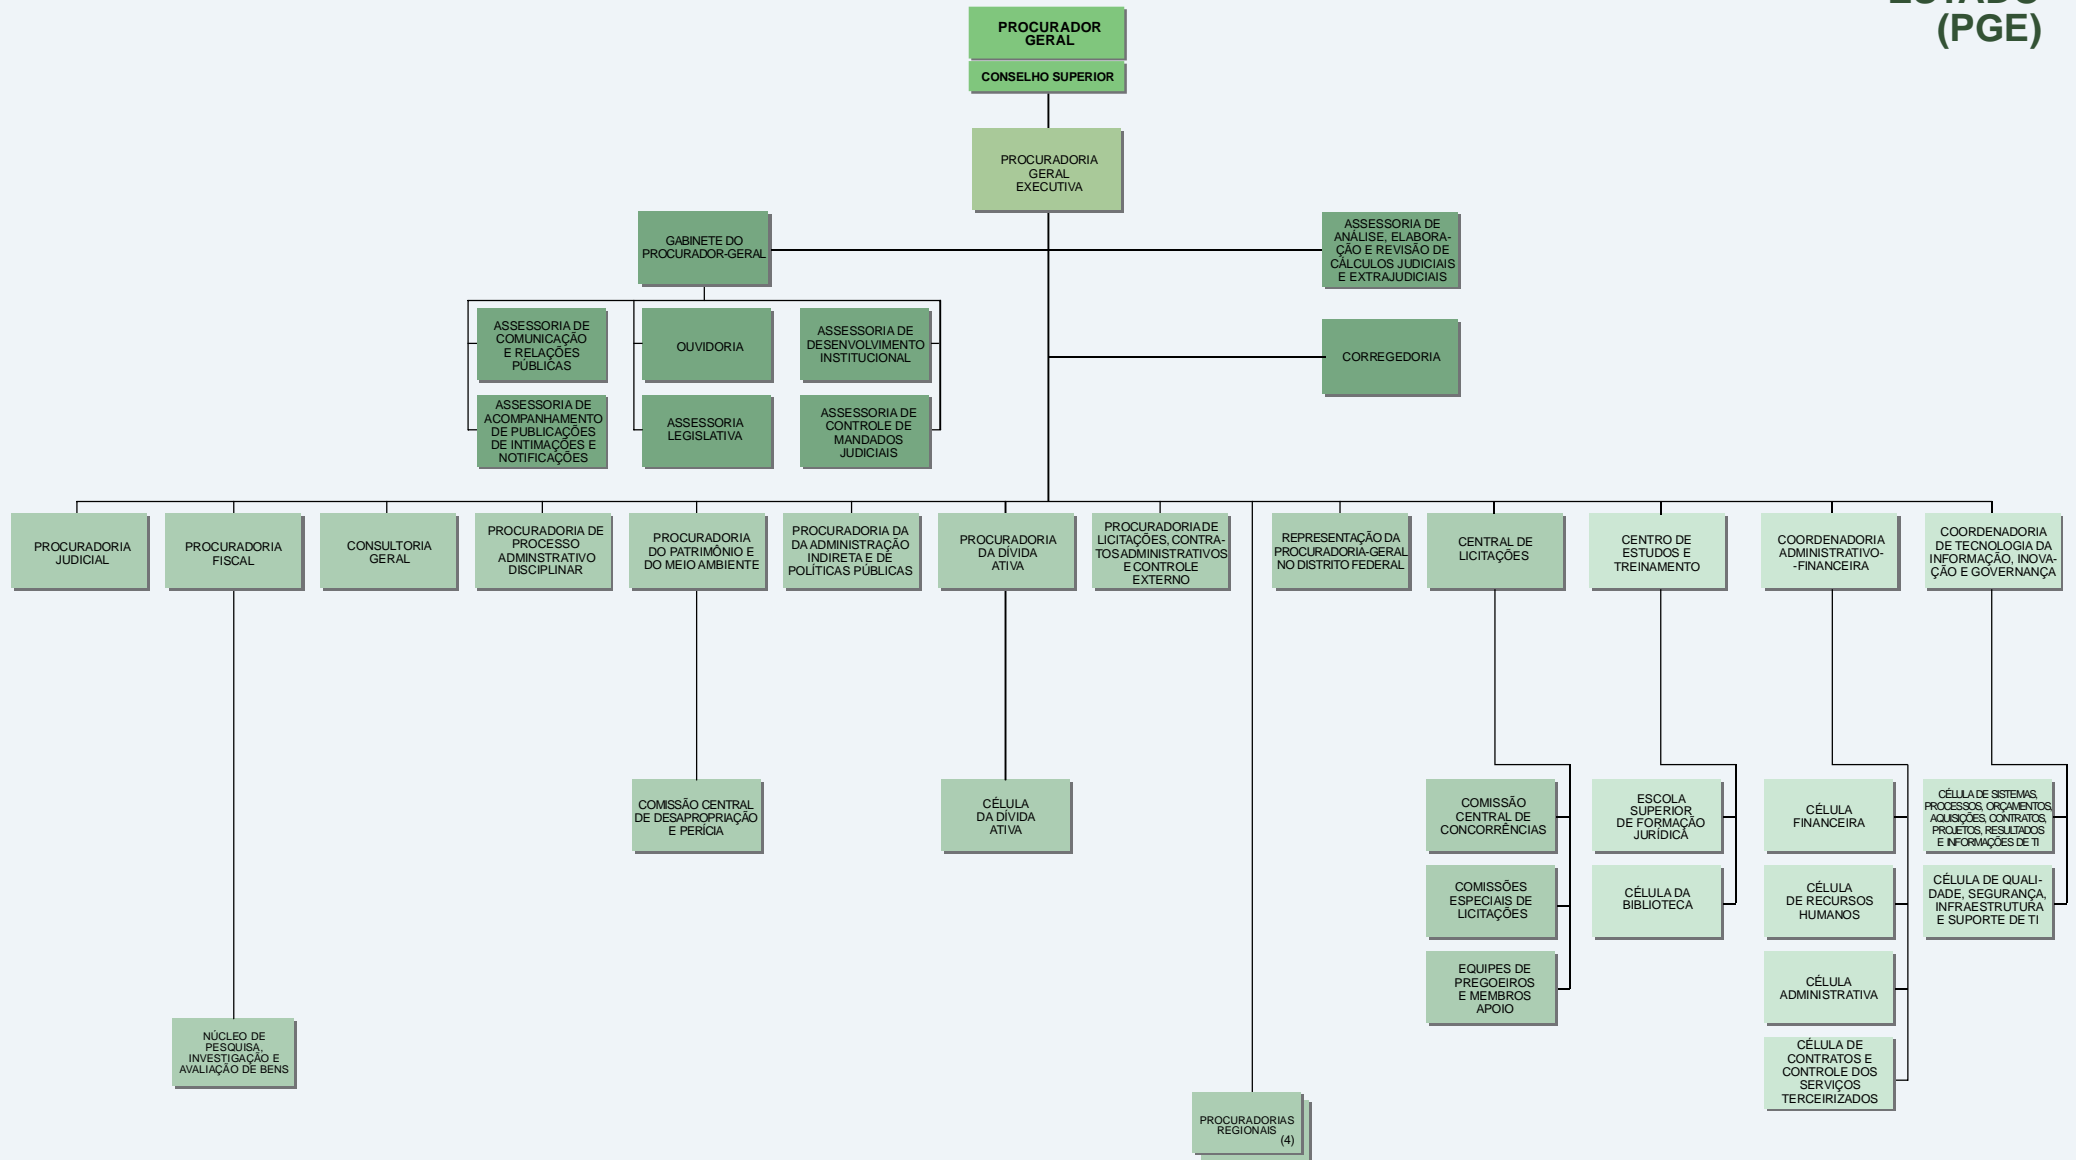 ESTADO
(PGE)
PROCURADOR
GERAL
CONSELHO SUPERIOR
PROCURADORIA
GERAL
EXECUTIVA
GABINETE DO
PROCURADOR-GERAL
ASSESSORIA DE
ANÁLISE, ELABORA-
ÇÃO E REVISÃO DE
CÁLCULOS JUDICIAIS
E EXTRAJUDICIAIS
ASSESSORIA DE
COMUNICAÇÃO
E RELAÇÕES
PÚBLICAS
OUVIDORIA
ASSESSORIA DE
DESENVOLVIMENTO
INSTITUCIONAL
CORREGEDORIA
ASSESSORIA DE
ACOMPANHAMENTO
DE PUBLICAÇÕES
DE INTIMAÇÕES E
NOTIFICAÇÕES
ASSESSORIA
LEGISLATIVA
ASSESSORIA DE
CONTROLE DE
MANDADOS
JUDICIAIS
PROCURADORIA
JUDICIAL
PROCURADORIA
FISCAL
CONSULTORIA
GERAL
PROCURADORIA DE
PROCESSO
ADMNSTRATIVO
DISCIPLINAR
PROCURADORIA
DO PATRIMÔNIO E
DO MEIO AMBIENTE
PROCURADORIA DA
DA ADMINISTRAÇÃO
INDIRETA E DE
POLÍTICAS PÚBLICAS
PROCURADORIA
DA DÍVIDA
ATIVA
PROCURADORIA DE
LICITAÇÕES, CONTRA-
TOS ADMINISTRATIVOS
E CONTROLE
EXTERNO
REPRESENTAÇÃO DA
PROCURADORIA-GERAL
NO DISTRITO FEDERAL
CENTRAL DE
LICITAÇÕES
CENTRO DE
ESTUDOS E
TREINAMENTO
COORDENADORIA
ADMINISTRATIVO-
-FINANCEIRA
COORDENADORIA
DE TECNOLOGIA DA
INFORMAÇÃO, INOVA-
ÇÃO E GOVERNANÇA
COMISSÃO CENTRAL
DE DESAPROPRIAÇÃO
E PERÍCIA
CÉLULA
DA DÍVIDA
ATIVA
COMISSÃO
CENTRAL DE
CONCORRÊNCIAS
ESCOLA
SUPERIOR
DE FORMAÇÃO
JURÍDICA
CÉLULA
FINANCEIRA
CÉLULA DE SISTEMAS,
PROCESSOS, ORÇAMENTOS,
AQUISIÇÕES, CONTRATOS,
PROJETOS, RESULTADOS
E INFORMAÇÕES DE TI
COMISSÕES
ESPECIAIS DE
LICITAÇÕES
CÉLULA DA
BIBLIOTECA
CÉLULA
DE RECURSOS
HUMANOS
CÉLULA DE QUALI-
DADE, SEGURANÇA,
INFRAESTRUTURA
E SUPORTE DE TI
EQUIPES DE
PREGOEIROS
E MEMBROS
APOIO
CÉLULA
ADMINISTRATIVA
NÚCLEO DE
PESQUISA,
INVESTIGAÇÃO E
AVALIAÇÃO DE BENS
CÉLULA DE
CONTRATOS E
CONTROLE DOS
SERVIÇOS
TERCEIRIZADOS
PROCURADORIAS
REGIONAIS
(4)